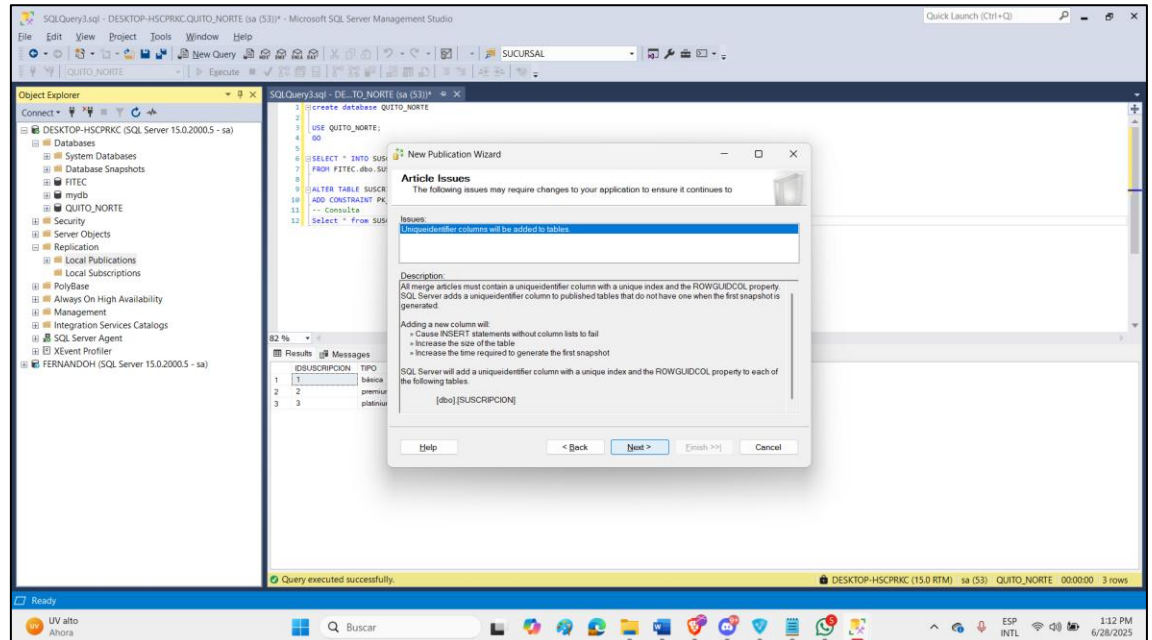 SQLQuery3.sql - DESKTOP-HSCPRKC.QUITO_NORTE (sa (53))* - Microsoft SQL Server Management Studio
Quick Launch (Ctrl+Q)
File Edit View Project Tools Window Help
New Query SUCURSAL
QUITO_NORTE Execute
Object Explorer
Connect
DESKTOP-HSCPRKC (SQL Server 15.0.2000.5 - sa)
Databases
System Databases
Database Snapshots
FITEC
mydb
QUITO_NORTE
Security
Server Objects
Replication
Local Publications
Local Subscriptions
PolyBase
Always On High Availability
Management
Integration Services Catalogs
SQL Server Agent
XEvent Profiler
FERNANDOH (SQL Server 15.0.2000.5 - sa)
SQLQuery3.sql - DE...TO_NORTE (sa (53))*
1 create database QUITO_NORTE
2
3 USE QUITO_NORTE;
4 GO
5
6 SELECT * INTO SUS
7 FROM FITEC.dbo.SU
8
9 ALTER TABLE SUSCR
10 ADD CONSTRAINT PK_
11 -- Consulta
12 Select * from SUS
82 %
Results Messages
IDSUSCRIPCION TIPO
1 1 básica
2 2 premiu
3 3 platiniu
New Publication Wizard
Article Issues
The following issues may require changes to your application to ensure it continues to
Issues:
Uniqueidentifier columns will be added to tables.
Description:
All merge articles must contain a uniqueidentifier column with a unique index and the ROWGUIDCOL property.
SQL Server adds a uniqueidentifier column to published tables that do not have one when the first snapshot is
generated.
Adding a new column will:
» Cause INSERT statements without column lists to fail
» Increase the size of the table
» Increase the time required to generate the first snapshot
SQL Server will add a uniqueidentifier column with a unique index and the ROWGUIDCOL property to each of
the following tables.
[dbo].[SUSCRIPCION]
Help < Back Next > Finish >>| Cancel
Query executed successfully.
DESKTOP-HSCPRKC (15.0 RTM) sa (53) QUITO_NORTE 00:00:00 3 rows
Ready
UV alto
Ahora
Buscar
ESP
INTL
1:12 PM
6/28/2025